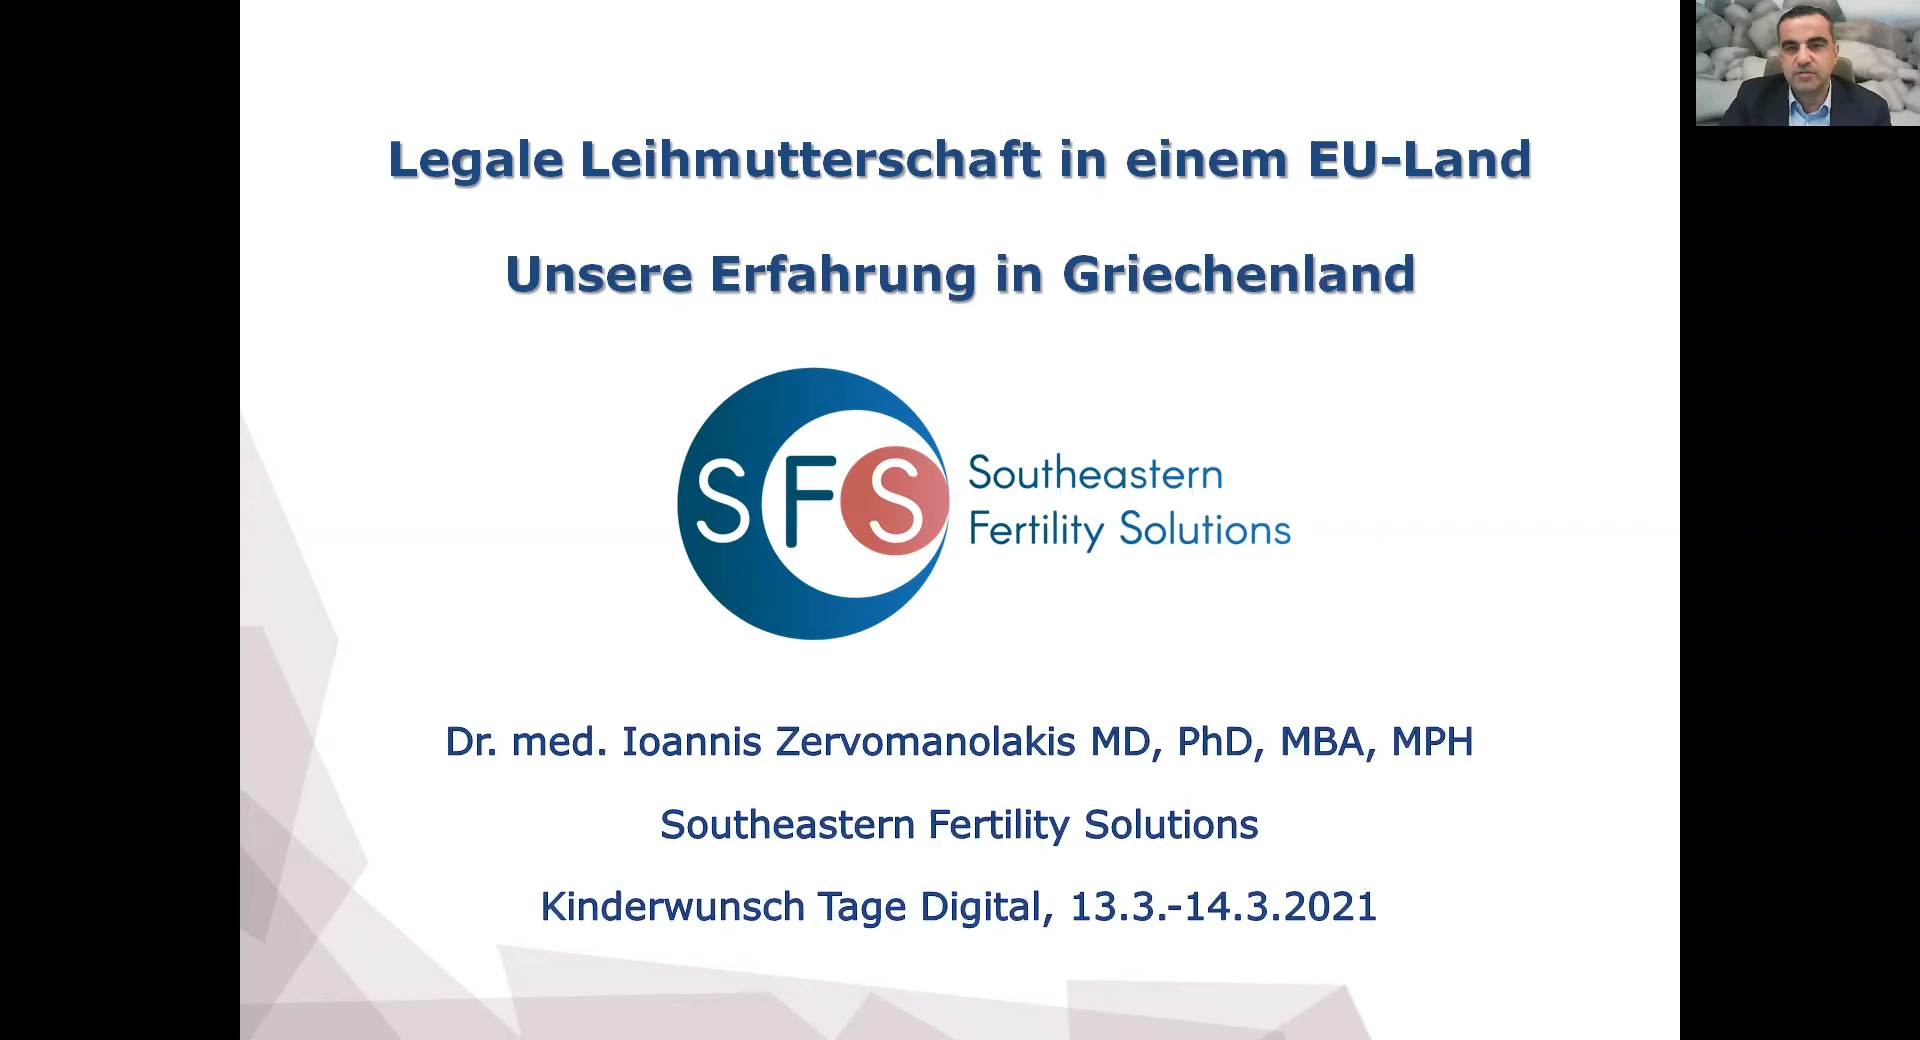 Legale Leihmutterschaft in einem EU-Land
Unsere Erfahrung in Griechenland
SFS
Southeastern
Fertility Solutions
Dr. med. Ioannis Zervomanolakis MD, PhD, MBA, MPH
Southeastern Fertility Solutions
Kinderwunsch Tage Digital, 13.3.-14.3.2021